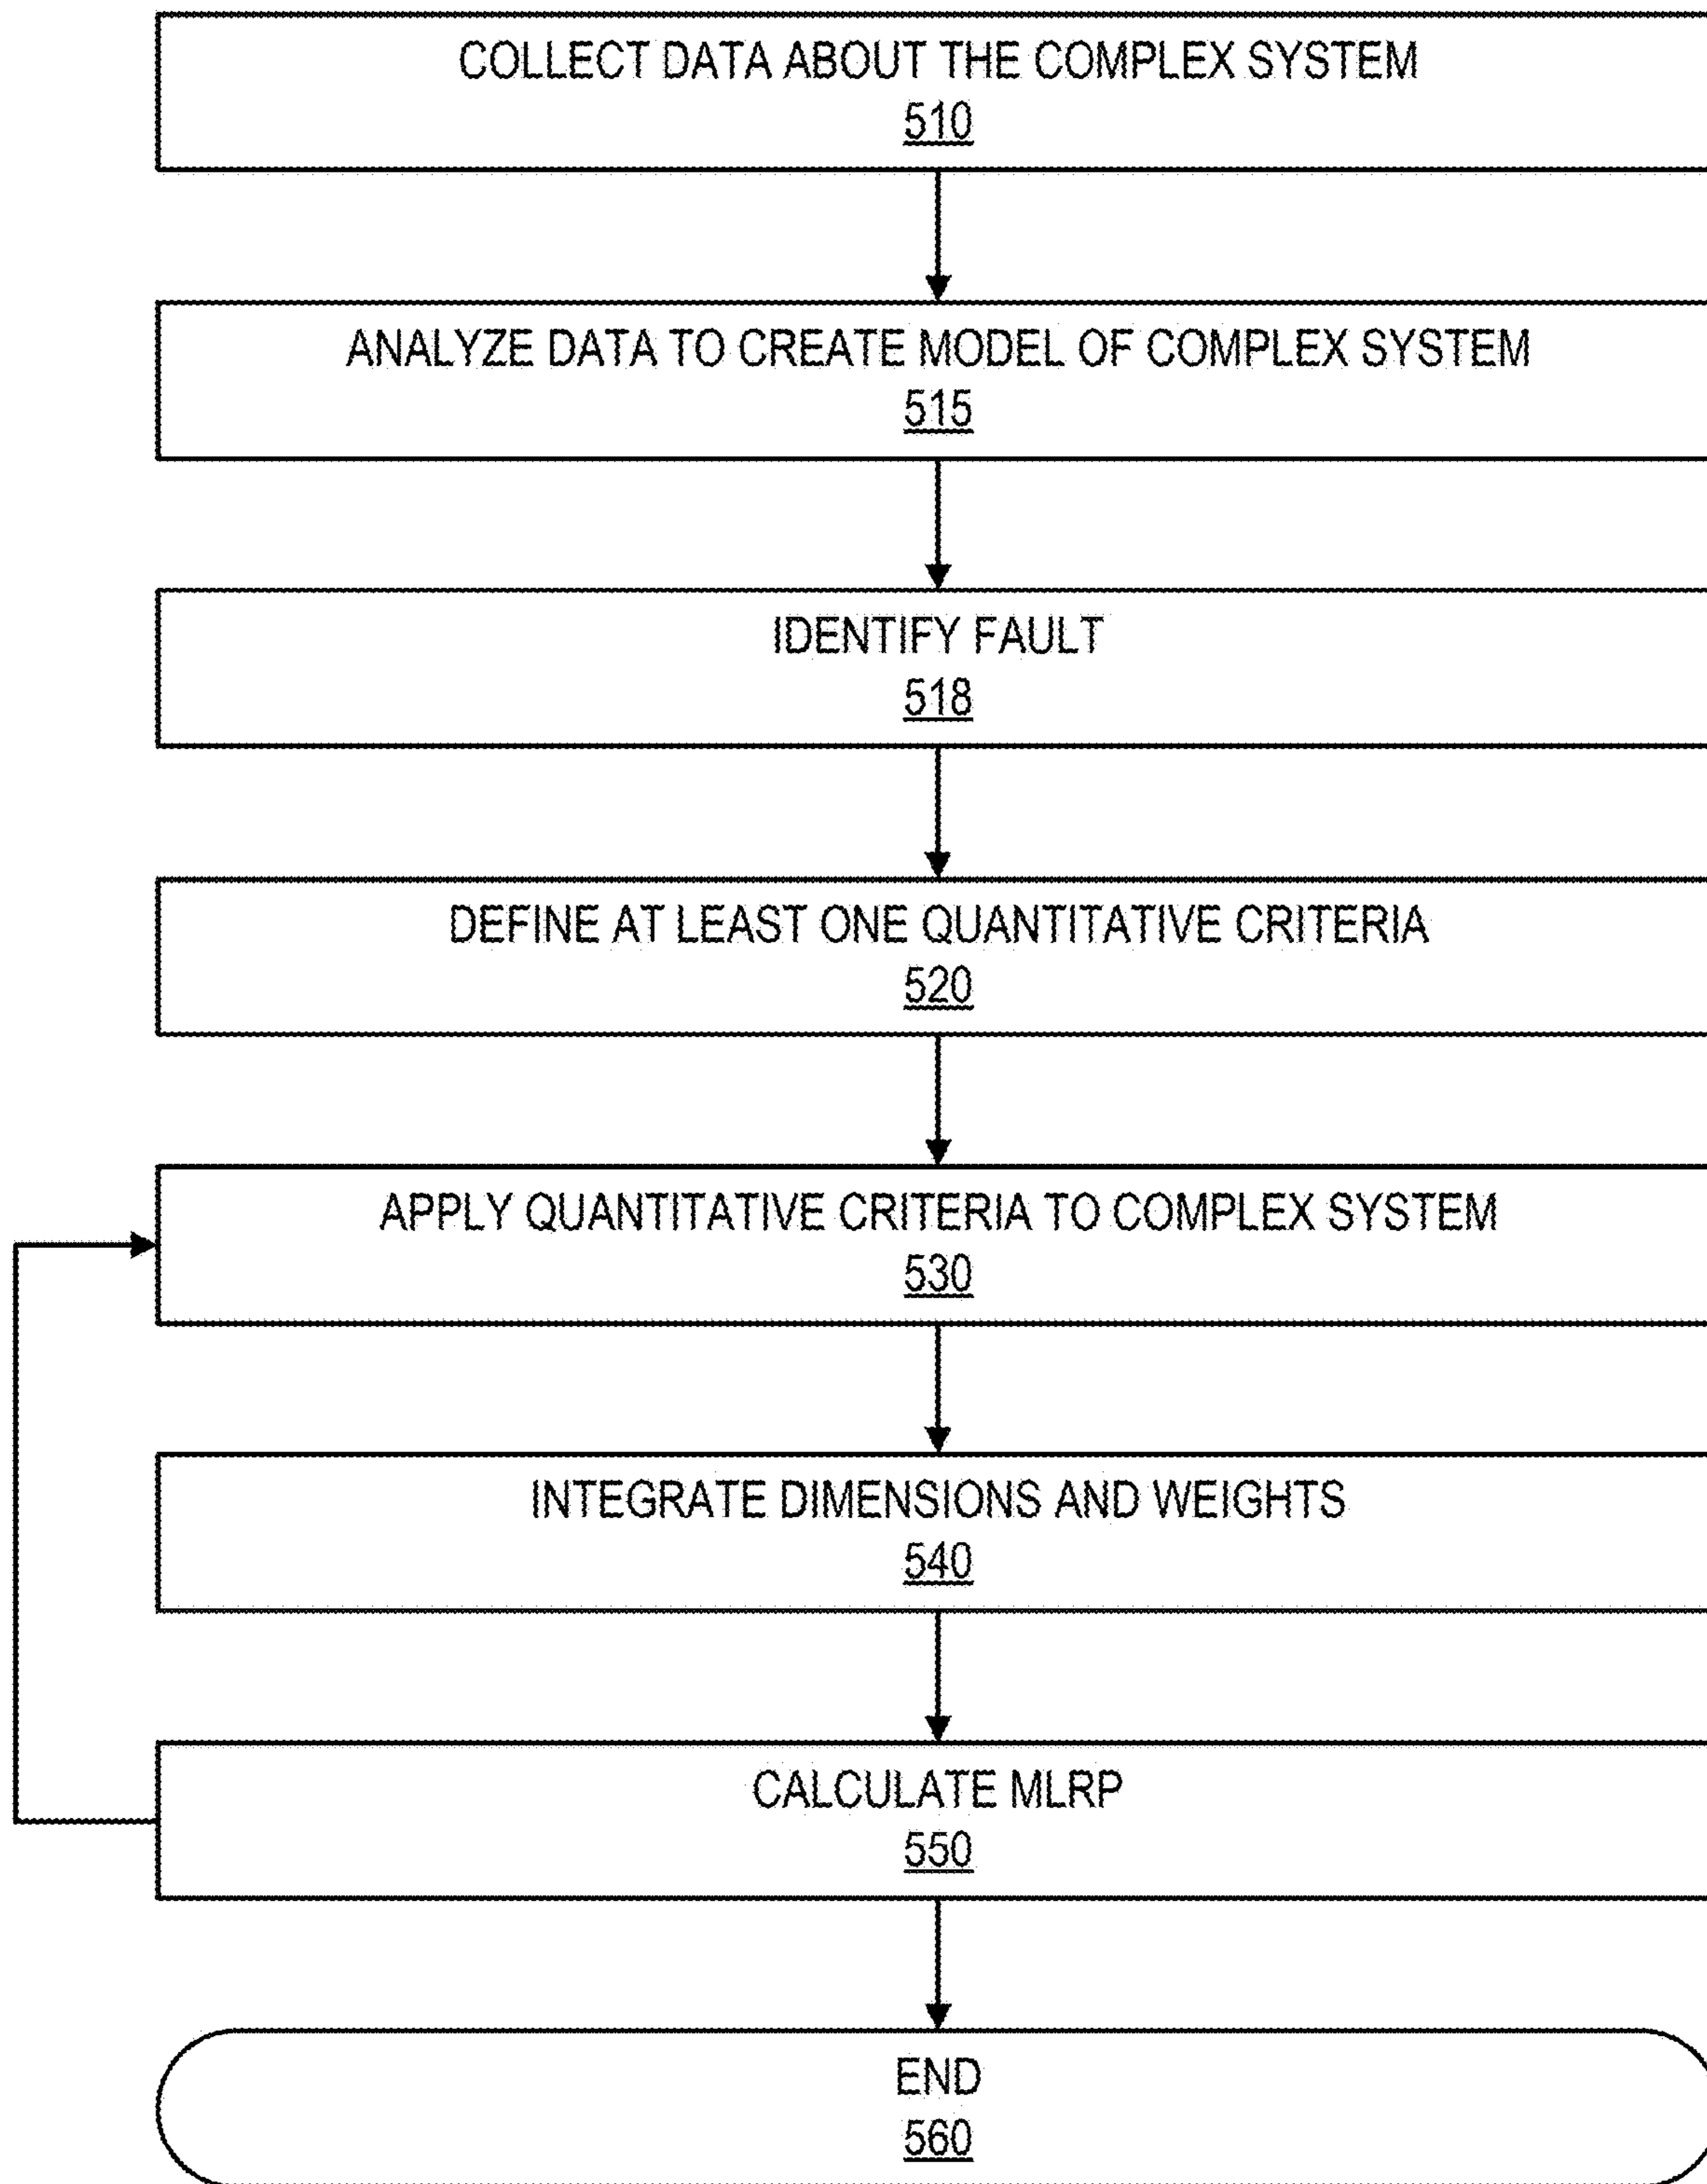 COLLECT DATA ABOUT THE COMPLEX SYSTEM
510
ANALYZE DATA TO CREATE MODEL OF COMPLEX SYSTEM
515
IDENTIFY FAULT
518
DEFINE AT LEAST ONE QUANTITATIVE CRITERIA
520
APPLY QUANTITATIVE CRITERIA TO COMPLEX SYSTEM
530
INTEGRATE DIMENSIONS AND WEIGHTS
540
CALCULATE MLRP
550
END
560